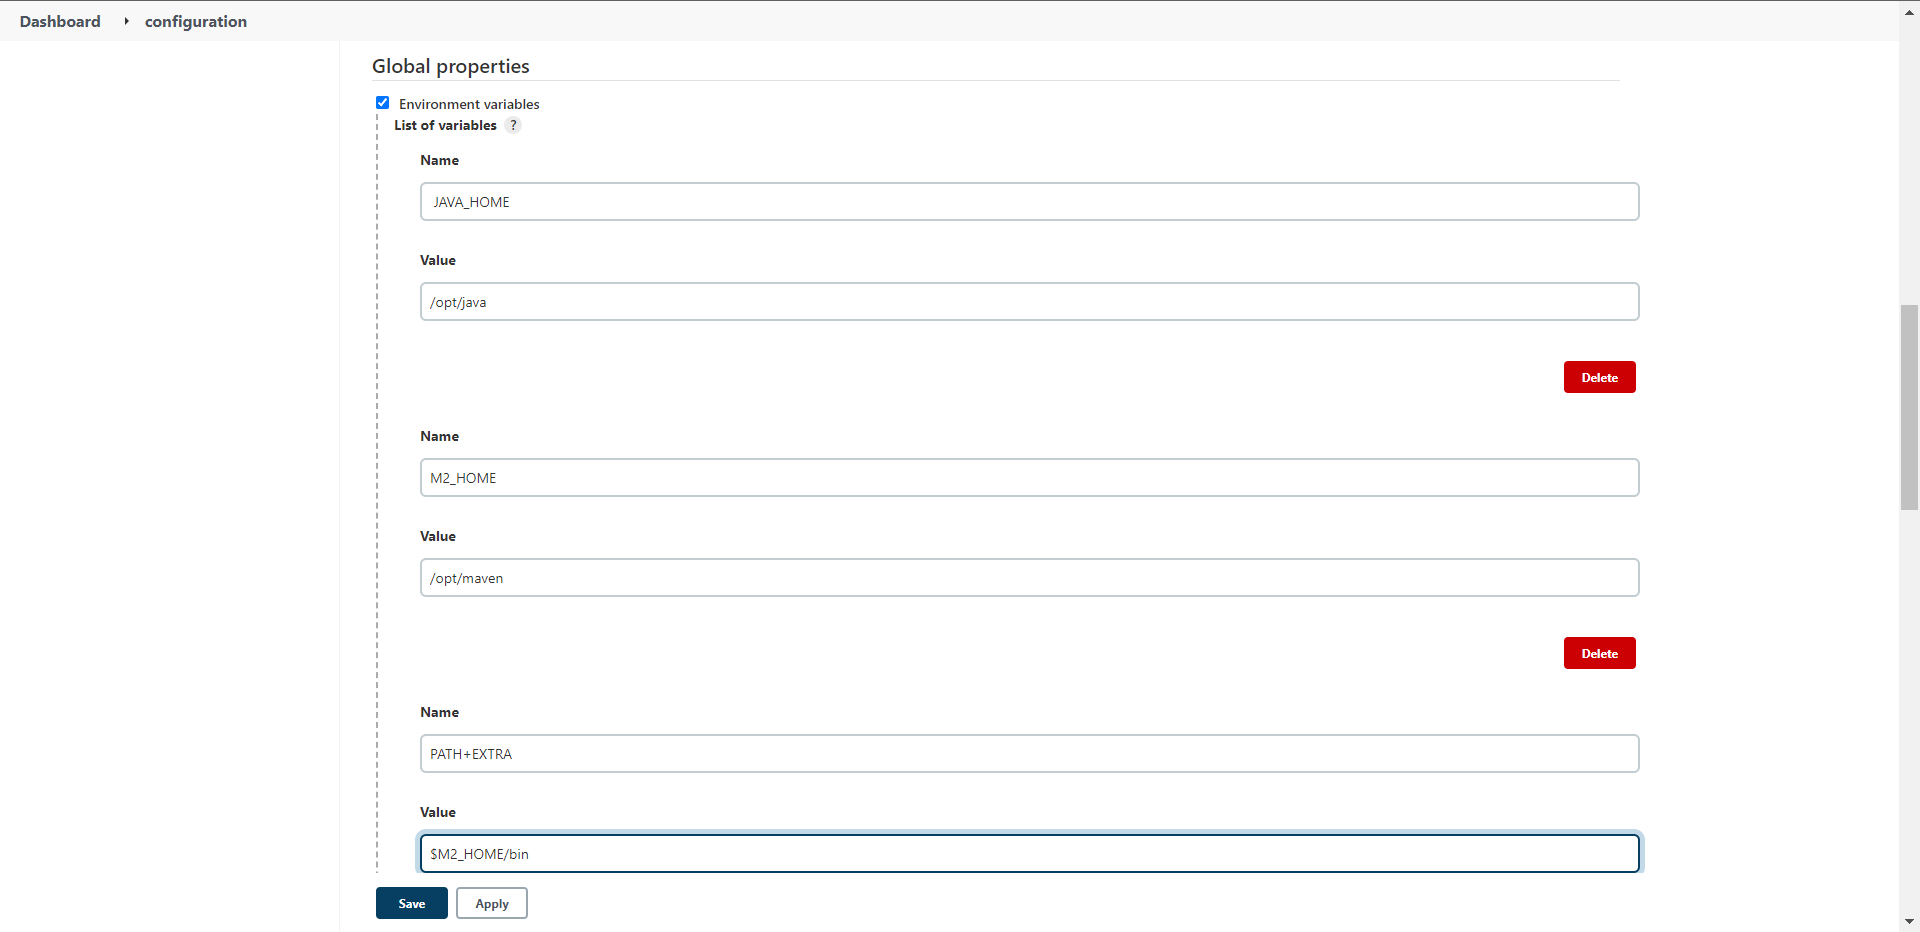 Dashboard configuration
Global properties
Environment variables
List of variables ?
Name
JAVA_HOME
Value
/opt/java
Delete
Name
M2_HOME
Value
/opt/maven
Delete
Name
PATH+EXTRA
Value
$M2_HOME/bin
Save Apply